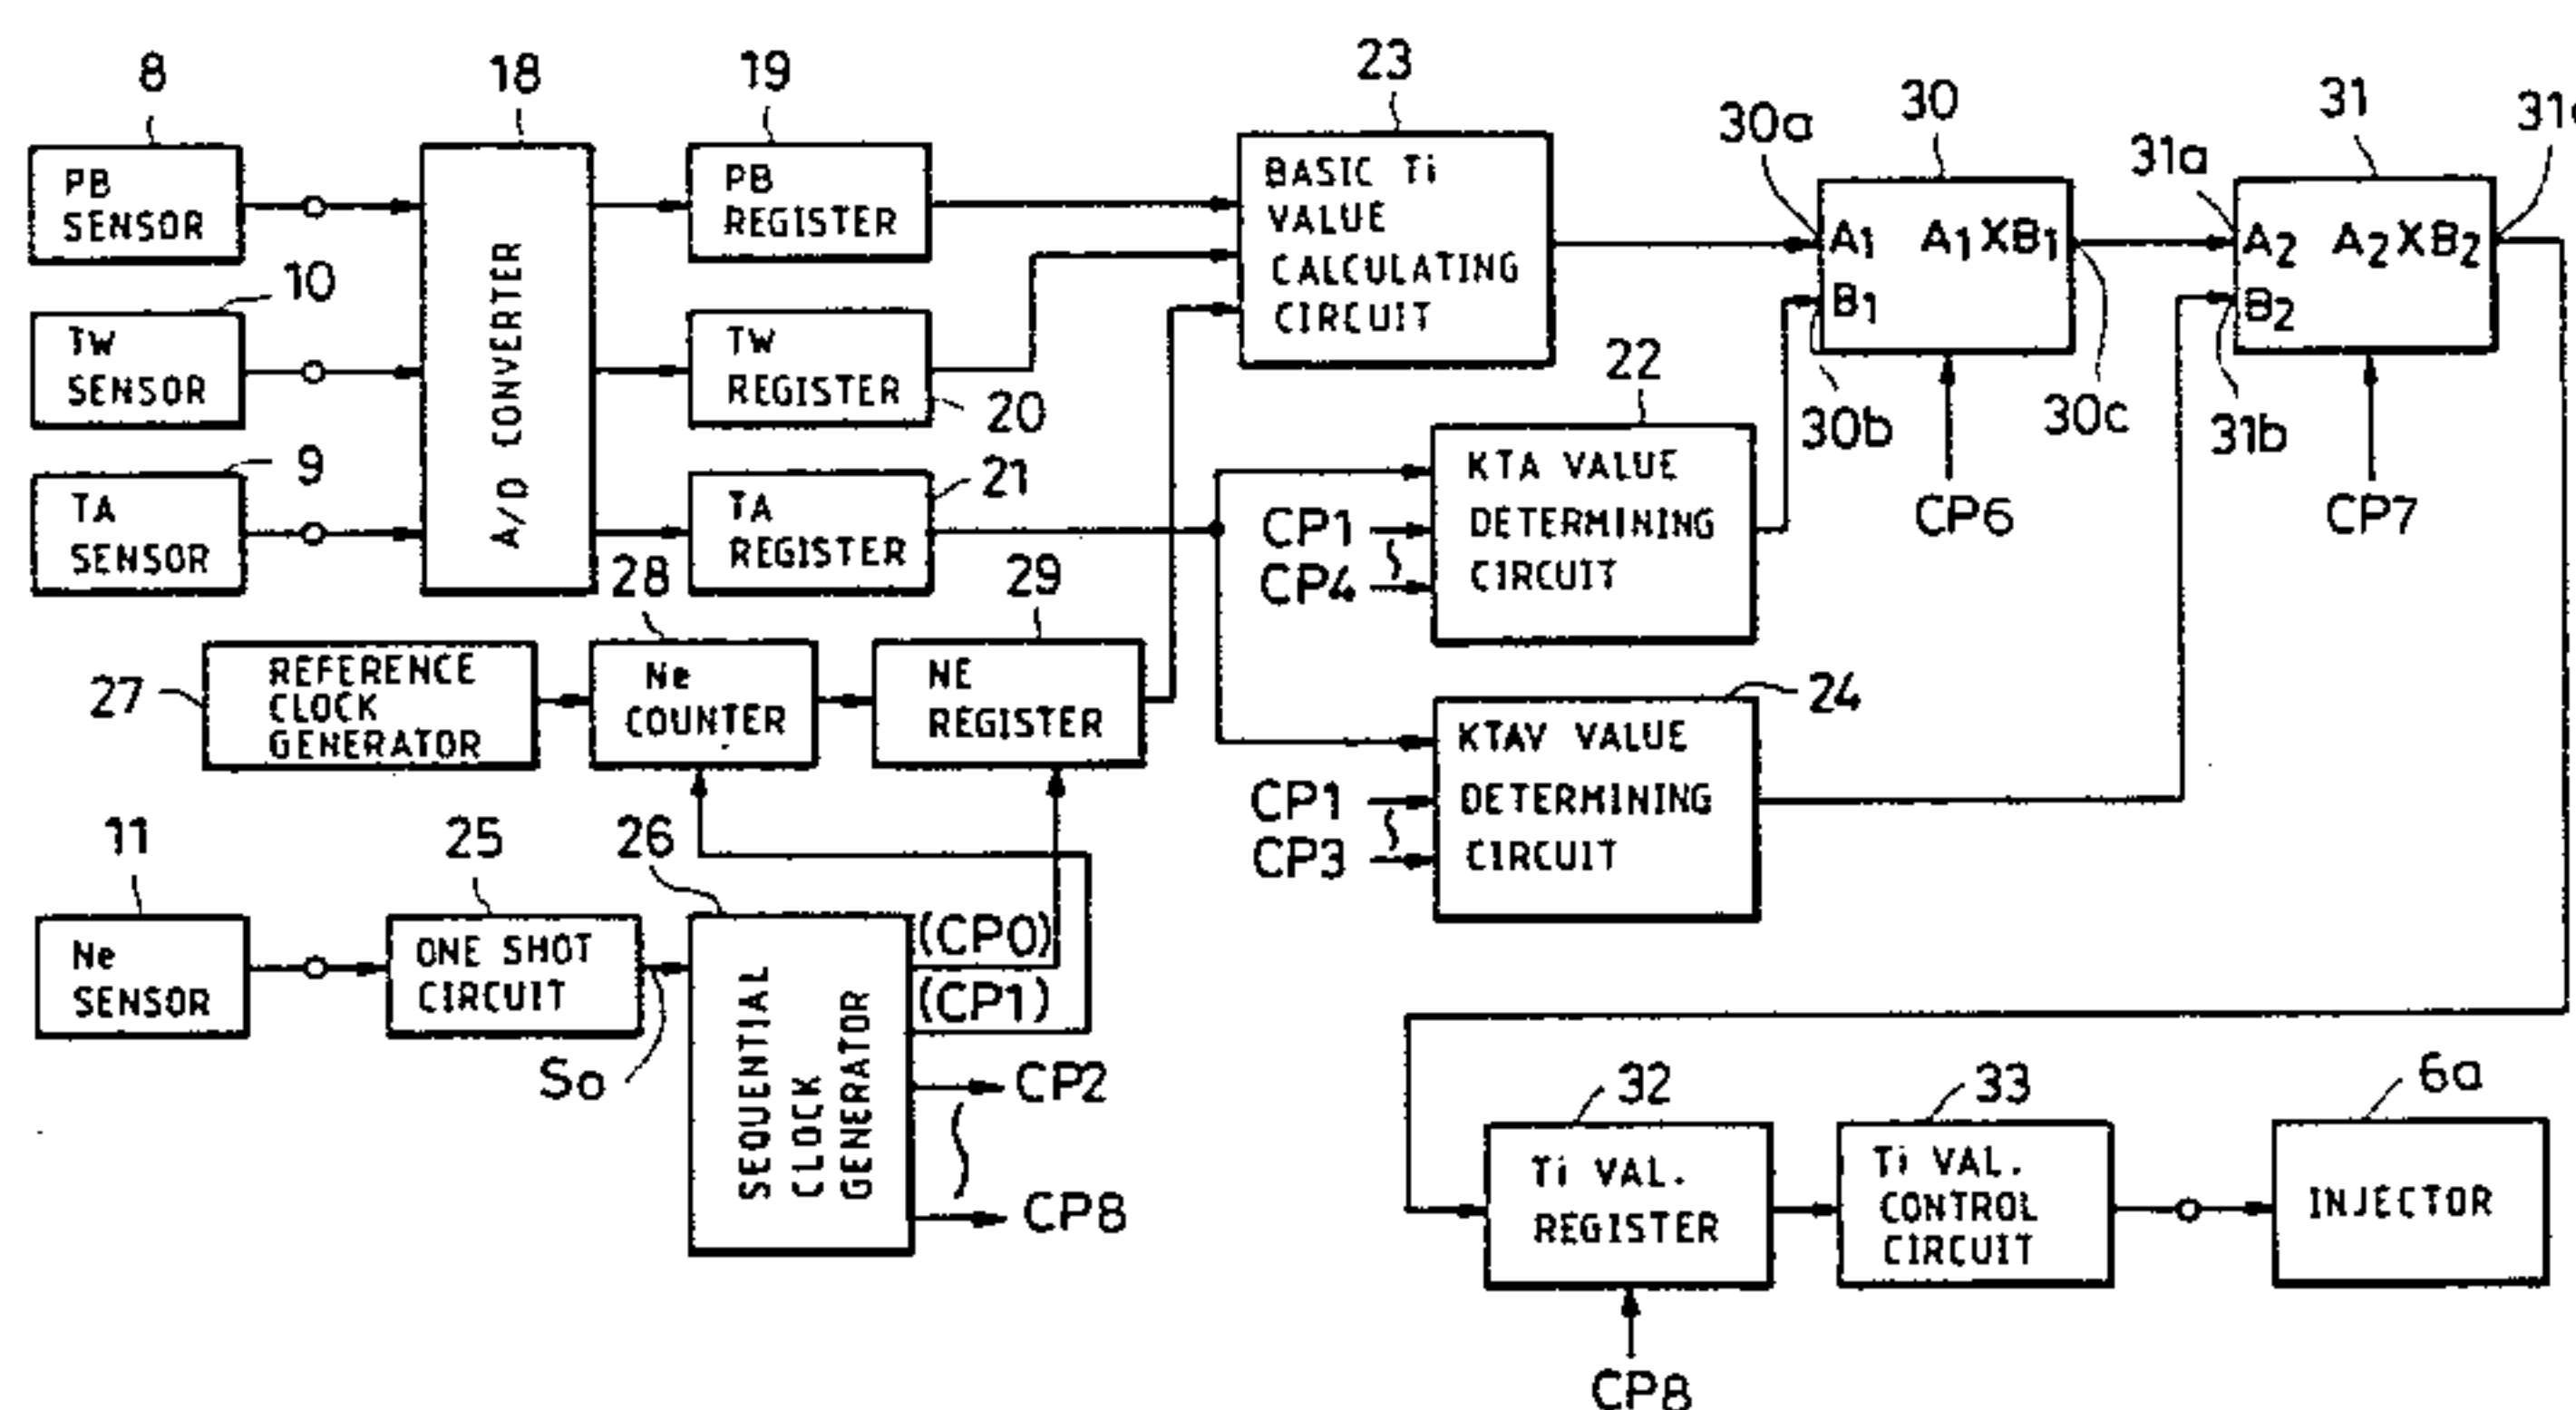 8
18
19
23
30a
30
31a
31
31c
PB
SENSOR
10
TW
SENSOR
9
TA
SENSOR
A/D CONVERTER
PB
REGISTER
TW
REGISTER
20
21
TA
REGISTER
BASIC Ti
VALUE
CALCULATING
CIRCUIT
A1 A1XB1
B1
30b
30c
CP6
A2 A2XB2
B2
31b
CP7
22
KTA VALUE
DETERMINING
CIRCUIT
CP1
CP4
27
REFERENCE
CLOCK
GENERATOR
28
Ne
COUNTER
29
NE
REGISTER
24
KTAV VALUE
DETERMINING
CIRCUIT
CP1
CP3
11
Ne
SENSOR
25
ONE SHOT
CIRCUIT
So
26
SEQUENTIAL
CLOCK
GENERATOR
(CP0)
(CP1)
CP2
CP8
32
Ti VAL.
REGISTER
CP8
33
Ti VAL.
CONTROL
CIRCUIT
6a
INJECTOR